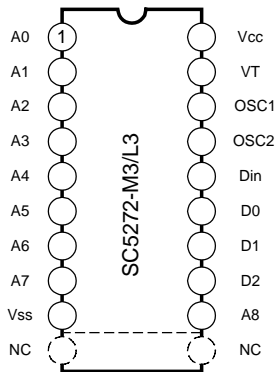 A0 1 Vcc
A1 VT
A2 OSC1
A3 OSC2
A4 Din
A5 D0
A6 D1
A7 D2
Vss A8
NC NC
SC5272-M3/L3